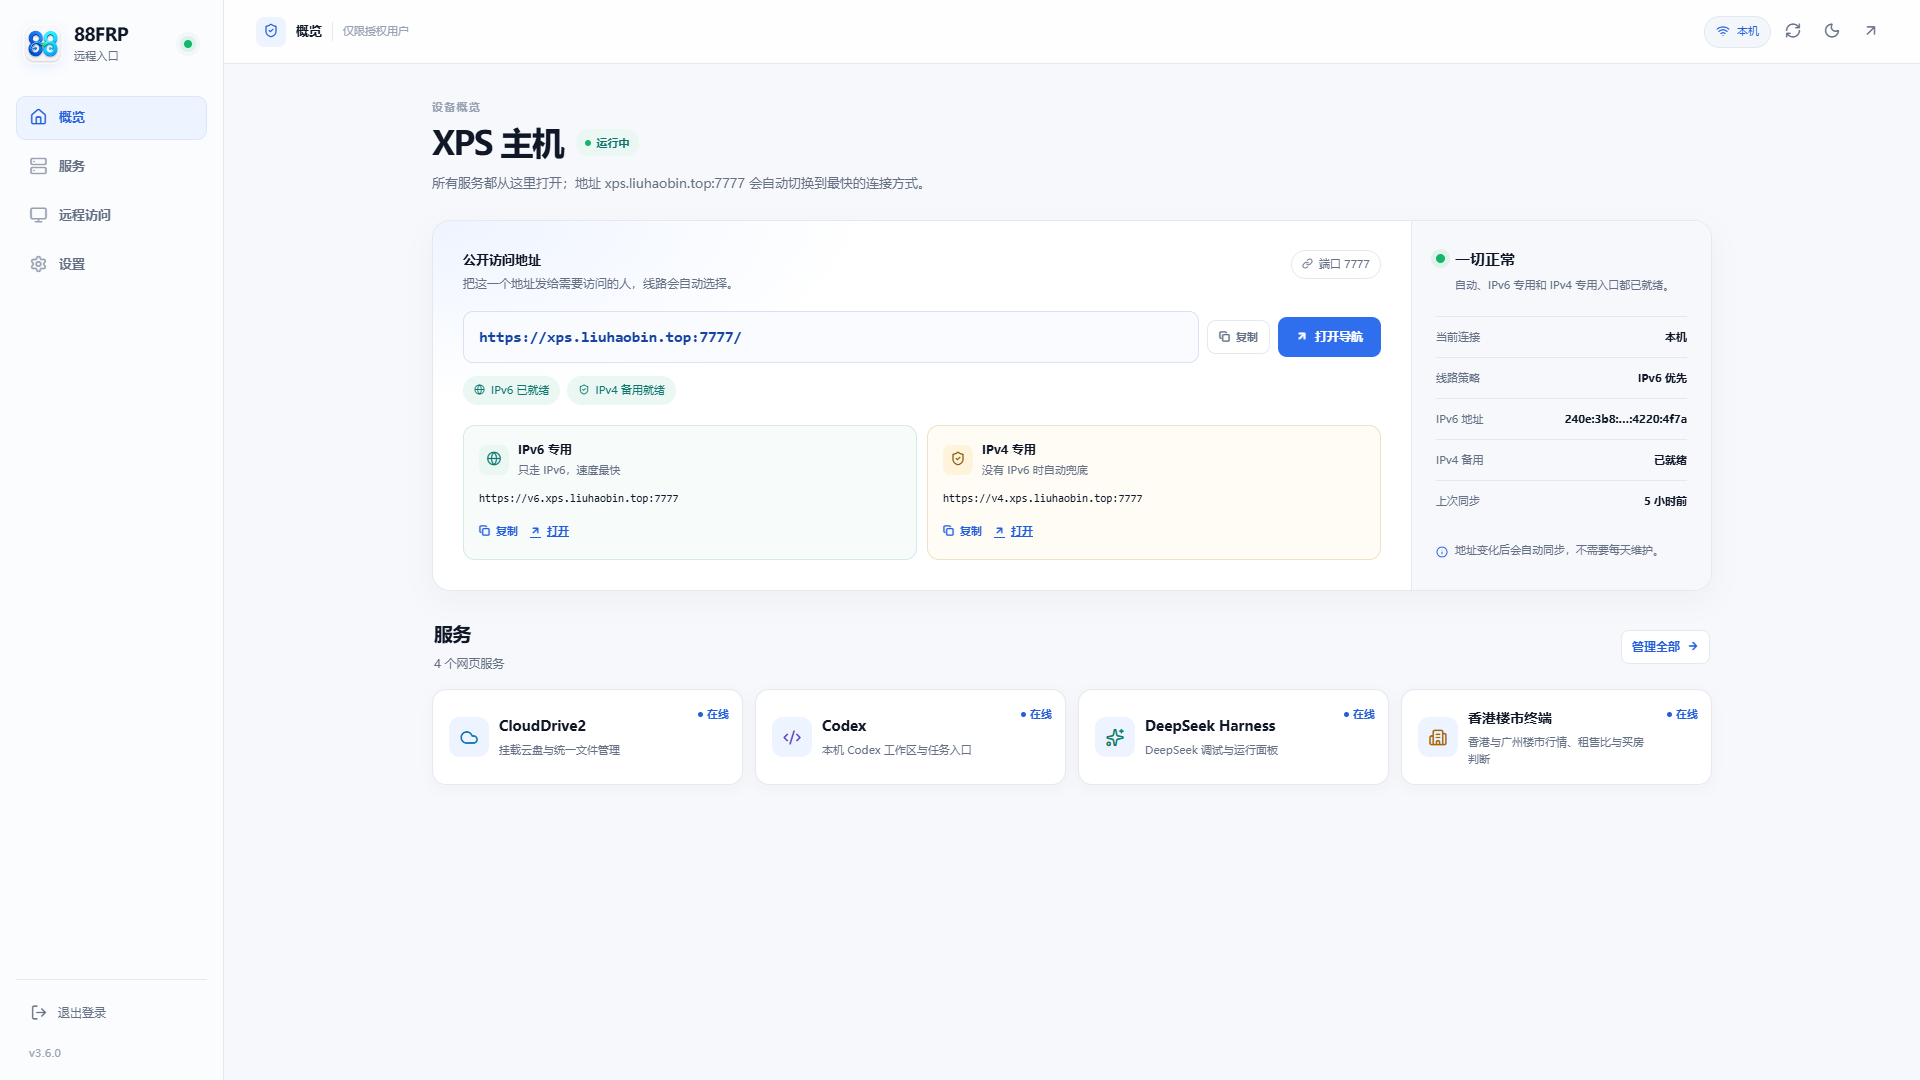 88FRP
远程入口
概览
服务
远程访问
设置
退出登录
v3.6.0
概览
仅限授权用户
本机
设备概览
XPS 主机
运行中
所有服务都从这里打开；地址 xps.liuhaobin.top:7777 会自动切换到最快的连接方式。
公开访问地址
把这一个地址发给需要访问的人，线路会自动选择。
端口 7777
https://xps.liuhaobin.top:7777/
复制
打开导航
IPv6 已就绪
IPv4 备用就绪
IPv6 专用
只走 IPv6，速度最快
https://v6.xps.liuhaobin.top:7777
复制
打开
IPv4 专用
没有 IPv6 时自动兜底
https://v4.xps.liuhaobin.top:7777
复制
打开
一切正常
自动、IPv6 专用和 IPv4 专用入口都已就绪。
当前连接 本机
线路策略 IPv6 优先
IPv6 地址 240e:3b8:...:4220:4f7a
IPv4 备用 已就绪
上次同步 5 小时前
地址变化后会自动同步，不需要每天维护。
服务
4 个网页服务
管理全部
CloudDrive2
在线
挂载云盘与统一文件管理
Codex
在线
本机 Codex 工作区与任务入口
DeepSeek Harness
在线
DeepSeek 调试与运行面板
香港楼市终端
在线
香港与广州楼市行情、租售比与买房
判断